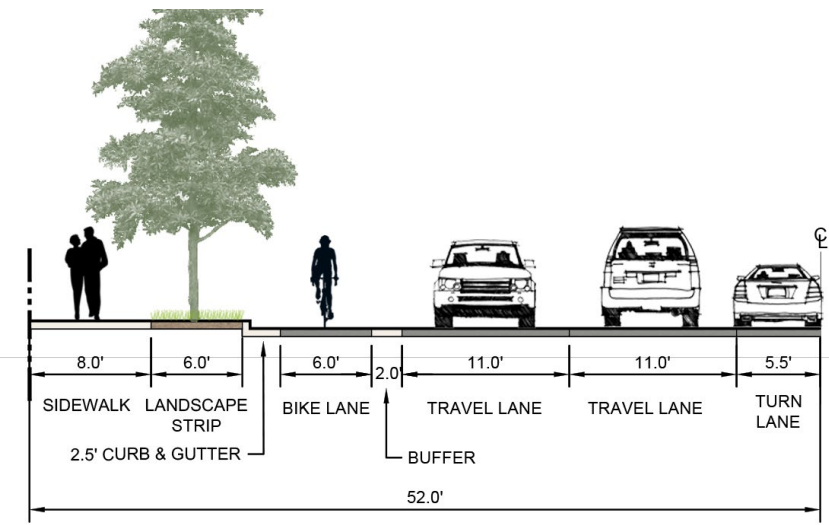 ℄
8.0'
6.0'
6.0'
2.0'
11.0'
11.0'
5.5'
SIDEWALK
LANDSCAPE
STRIP
BIKE LANE
TRAVEL LANE
TRAVEL LANE
TURN
LANE
2.5' CURB & GUTTER
BUFFER
52.0'